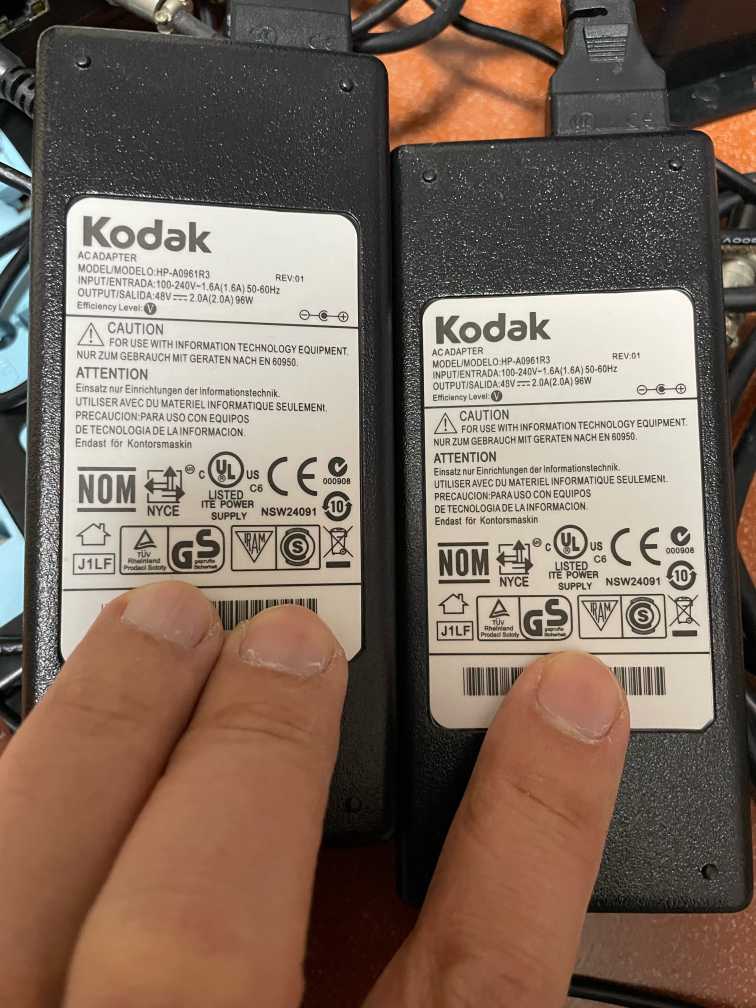 Kodak
AC ADAPTER
MODEL/MODELO:HP-A0961R3
REV:01
INPUT/ENTRADA:100-240V~1.6A(1.6A) 50-60Hz
OUTPUT/SALIDA:48V⎓2.0A(2.0A) 96W
Efficiency Level: V
CAUTION
FOR USE WITH INFORMATION TECHNOLOGY EQUIPMENT.
NUR ZUM GEBRAUCH MIT GERATEN NACH EN 60950.
ATTENTION
Einsatz nur Einrichtungen der informationstechnik.
UTILISER AVEC DU MATERIEL INFORMATIQUE SEULEMENT.
PRECAUCION:PARA USO CON EQUIPOS
DE TECNOLOGIA DE LA INFORMACION.
Endast för Kontorsmaskin
NOM
NYCE
C UL US
LISTED
C6
ITE POWER
SUPPLY
CE
000908
NSW24091
10
J1LF
TÜV
Rheinland
GS
geprüfte
Sicherheit
IRAM
S
Kodak
AC ADAPTER
MODEL/MODELO:HP-A0961R3
REV:01
INPUT/ENTRADA:100-240V~1.6A(1.6A) 50-60Hz
OUTPUT/SALIDA:48V⎓2.0A(2.0A) 96W
Efficiency Level: V
CAUTION
FOR USE WITH INFORMATION TECHNOLOGY EQUIPMENT.
NUR ZUM GEBRAUCH MIT GERATEN NACH EN 60950.
ATTENTION
Einsatz nur Einrichtungen der informationstechnik.
UTILISER AVEC DU MATERIEL INFORMATIQUE SEULEMENT.
PRECAUCION:PARA USO CON EQUIPOS
DE TECNOLOGIA DE LA INFORMACION.
Endast för Kontorsmaskin
NOM
NYCE
C UL US
LISTED
C6
ITE POWER
SUPPLY
CE
000908
NSW24091
10
J1LF
TÜV
Rheinland
GS
geprüfte
Sicherheit
IRAM
S